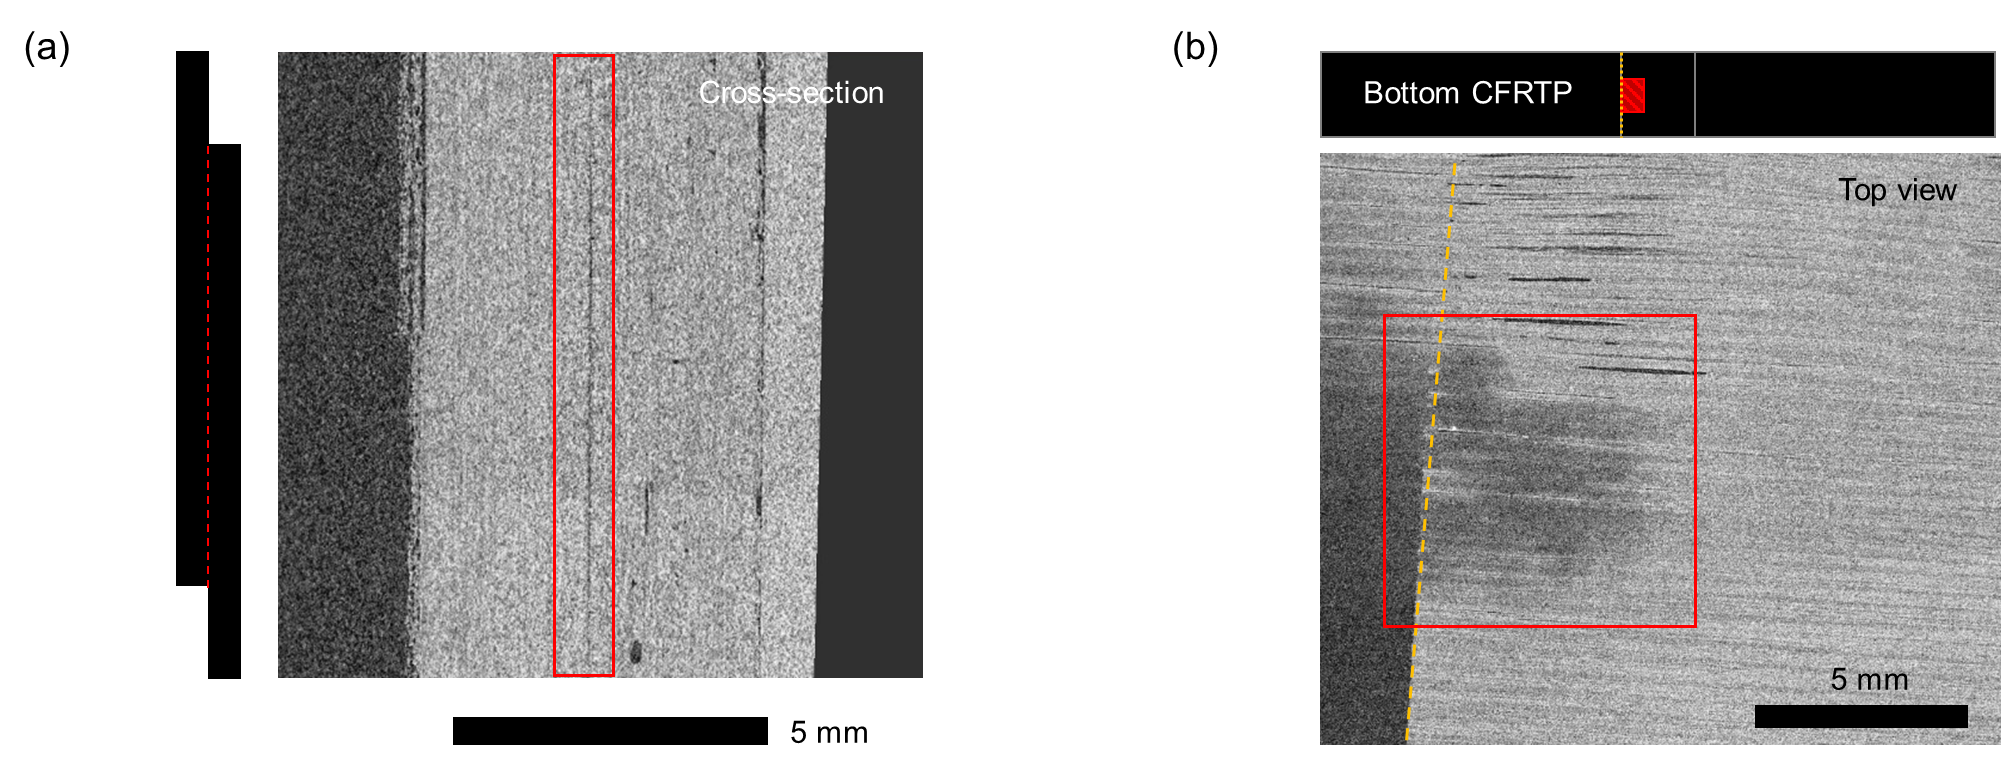 (a)
Cross-section
5 mm
(b)
Bottom CFRTP
Top view
5 mm